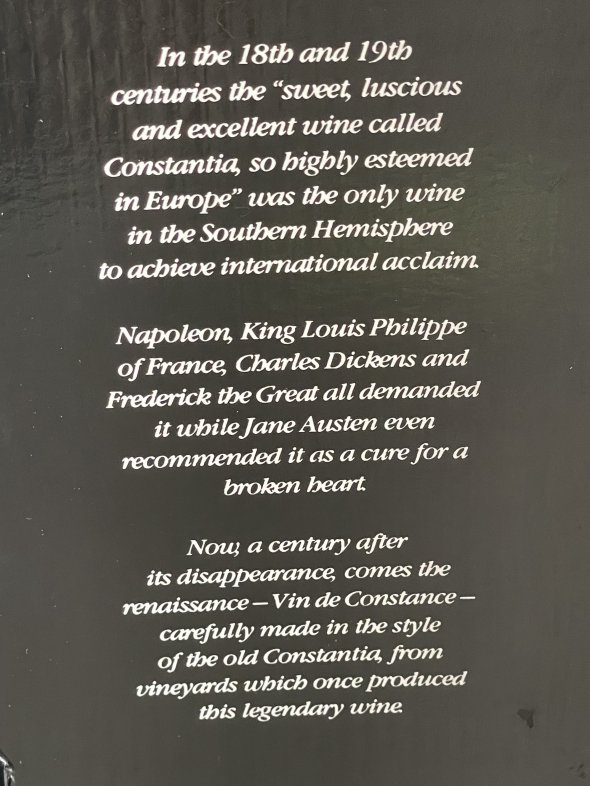 In the 18th and 19th
centuries the “sweet, luscious
and excellent wine called
Constantia, so highly esteemed
in Europe” was the only wine
in the Southern Hemisphere
to achieve international acclaim.
Napoleon, King Louis Philippe
of France, Charles Dickens and
Frederick the Great all demanded
it while Jane Austen even
recommended it as a cure for a
broken heart.
Now, a century after
its disappearance, comes the
renaissance – Vin de Constance –
carefully made in the style
of the old Constantia, from
vineyards which once produced
this legendary wine.